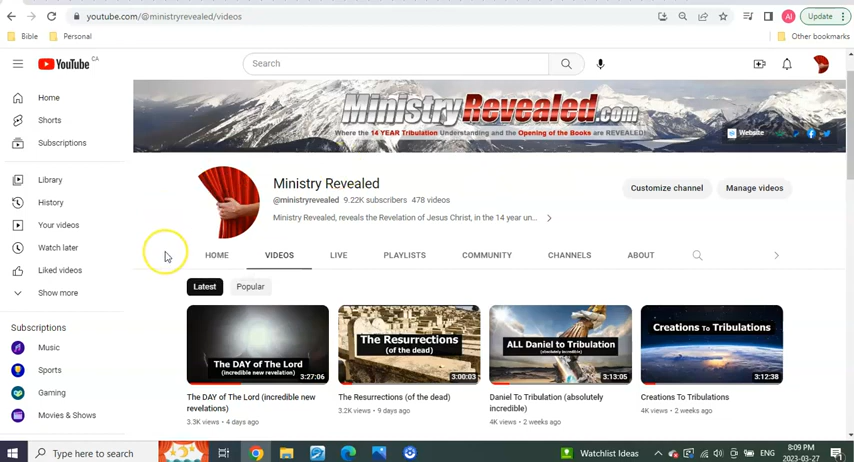 youtube.com/@ministryrevealed/videos
AI
Update
Bible
Personal
Other bookmarks
YouTube CA
Search
Home
Shorts
Subscriptions
Library
History
Your videos
Watch later
Liked videos
Show more
Subscriptions
Music
Sports
Gaming
Movies & Shows
MinistryRevealed.com
Where the 14 YEAR Tribulation Understanding and the Opening of the Books are REVEALED!
Website
Ministry Revealed
@ministryrevealed 9.22K subscribers 478 videos
Ministry Revealed, reveals the Revelation of Jesus Christ, in the 14 year un...
Customize channel
Manage videos
HOME
VIDEOS
LIVE
PLAYLISTS
COMMUNITY
CHANNELS
ABOUT
Latest
Popular
The DAY of The Lord
(incredible new revelation)
3:27:06
The Resurrections
(of the dead)
3:00:03
ALL Daniel to Tribulation
(absolutely incredible)
3:13:05
Creations To Tribulations
3:12:38
The DAY of The Lord (incredible new
revelations)
3.3K views • 4 days ago
The Resurrections (of the dead)
3.2K views • 9 days ago
Daniel To Tribulation (absolutely
incredible)
4K views • 2 weeks ago
Creations To Tribulations
4K views • 2 weeks ago
Type here to search
Watchlist Ideas
ENG
8:09 PM
2023-03-27